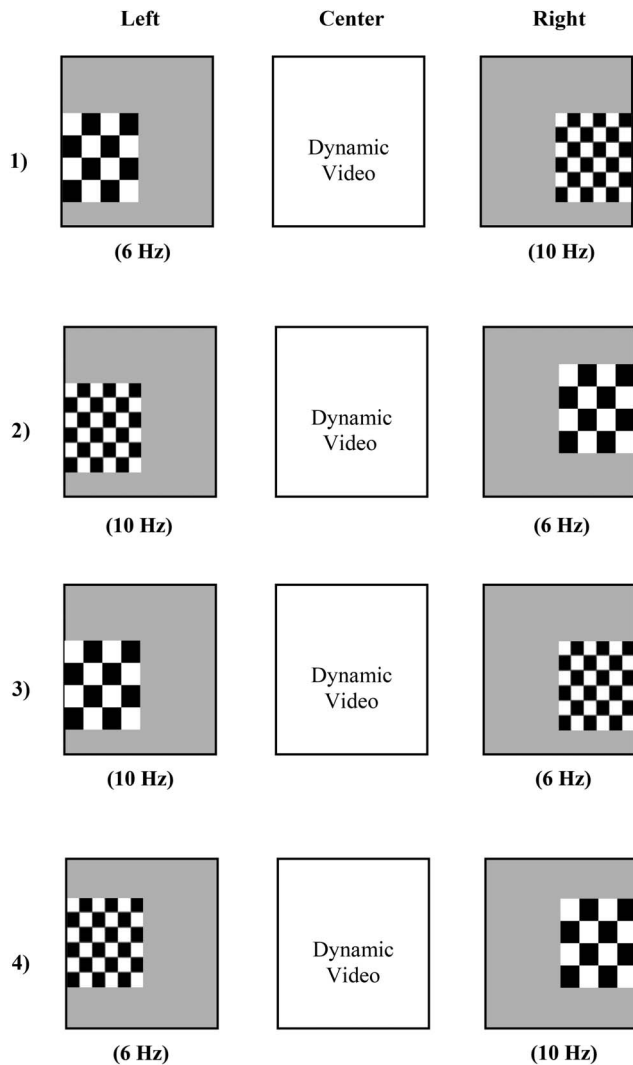 Left Center Right
1)
Dynamic
Video
(6 Hz) (10 Hz)
2)
Dynamic
Video
(10 Hz) (6 Hz)
3)
Dynamic
Video
(10 Hz) (6 Hz)
4)
Dynamic
Video
(6 Hz) (10 Hz)